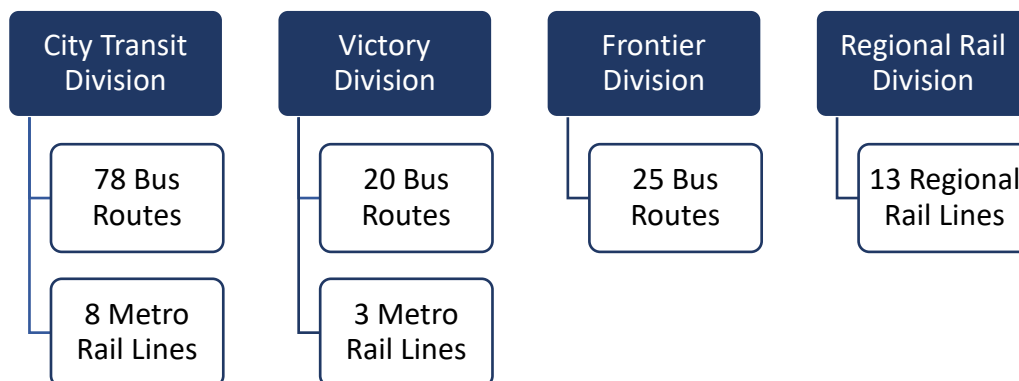 City Transit
Division
78 Bus
Routes
8 Metro
Rail Lines
Victory
Division
20 Bus
Routes
3 Metro
Rail Lines
Frontier
Division
25 Bus
Routes
Regional Rail
Division
13 Regional
Rail Lines